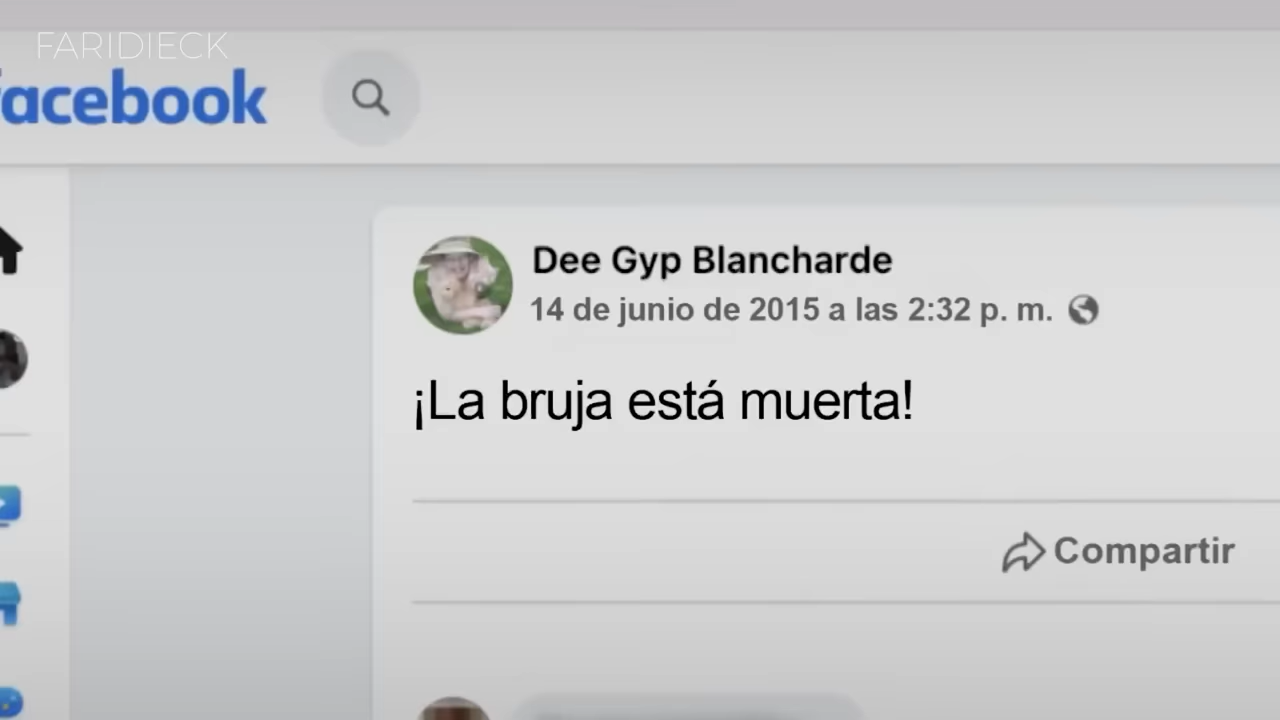 FARIDIECK
facebook
Dee Gyp Blancharde
14 de junio de 2015 a las 2:32 p. m.
¡La bruja está muerta!
Compartir